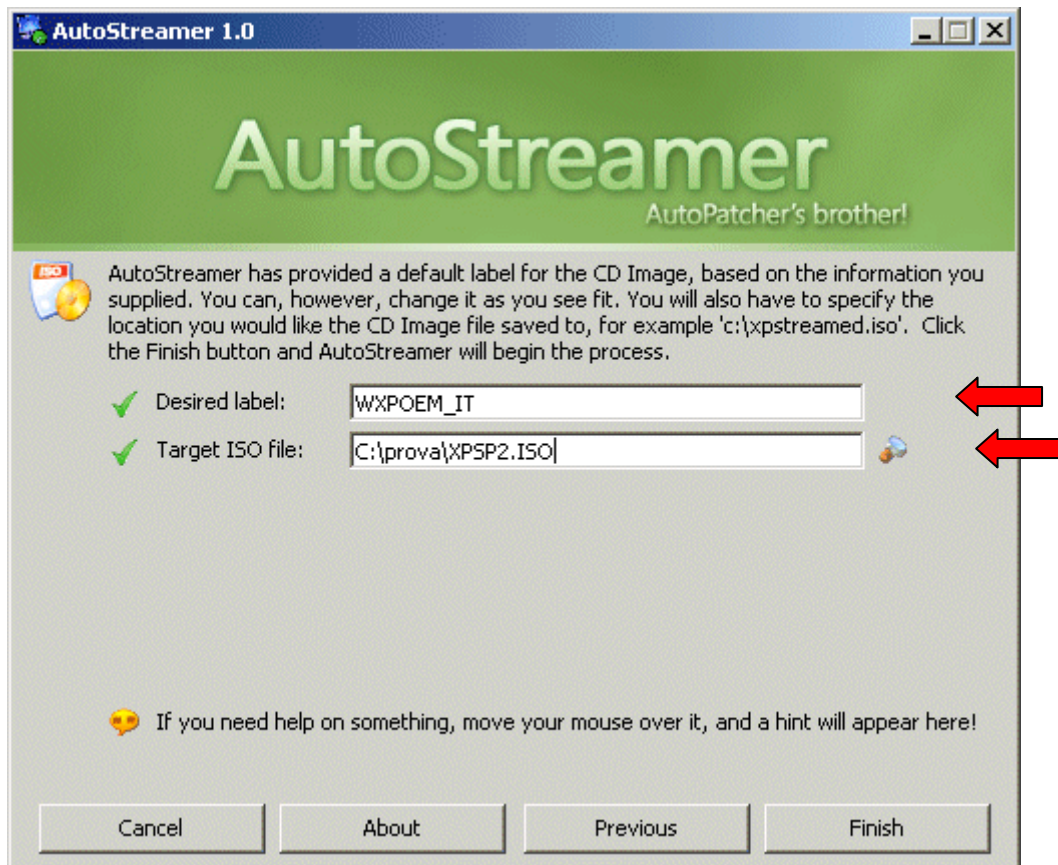 AutoStreamer 1.0
AutoStreamer
AutoPatcher's brother!
ISO
AutoStreamer has provided a default label for the CD Image, based on the information you
supplied. You can, however, change it as you see fit. You will also have to specify the
location you would like the CD Image file saved to, for example 'c:\xpstreamed.iso'.  Click
the Finish button and AutoStreamer will begin the process.
Desired label: WXPOEM_IT
Target ISO file: C:\prova\XPSP2.ISO
If you need help on something, move your mouse over it, and a hint will appear here!
Cancel About Previous Finish